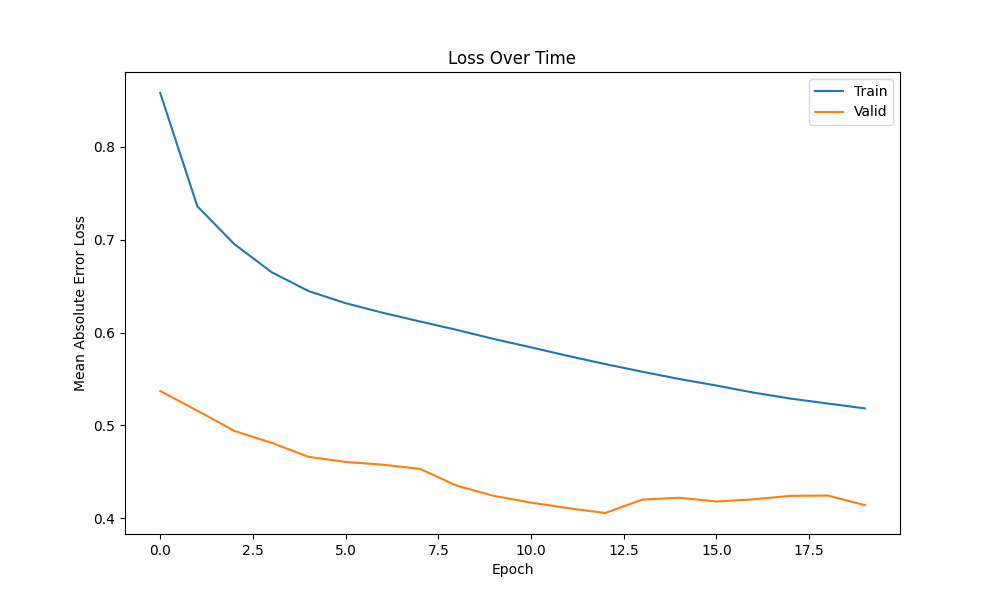 Loss Over Time
Train
Valid
Mean Absolute Error Loss
0.8
0.7
0.6
0.5
0.4
0.0 2.5 5.0 7.5 10.0 12.5 15.0 17.5
Epoch